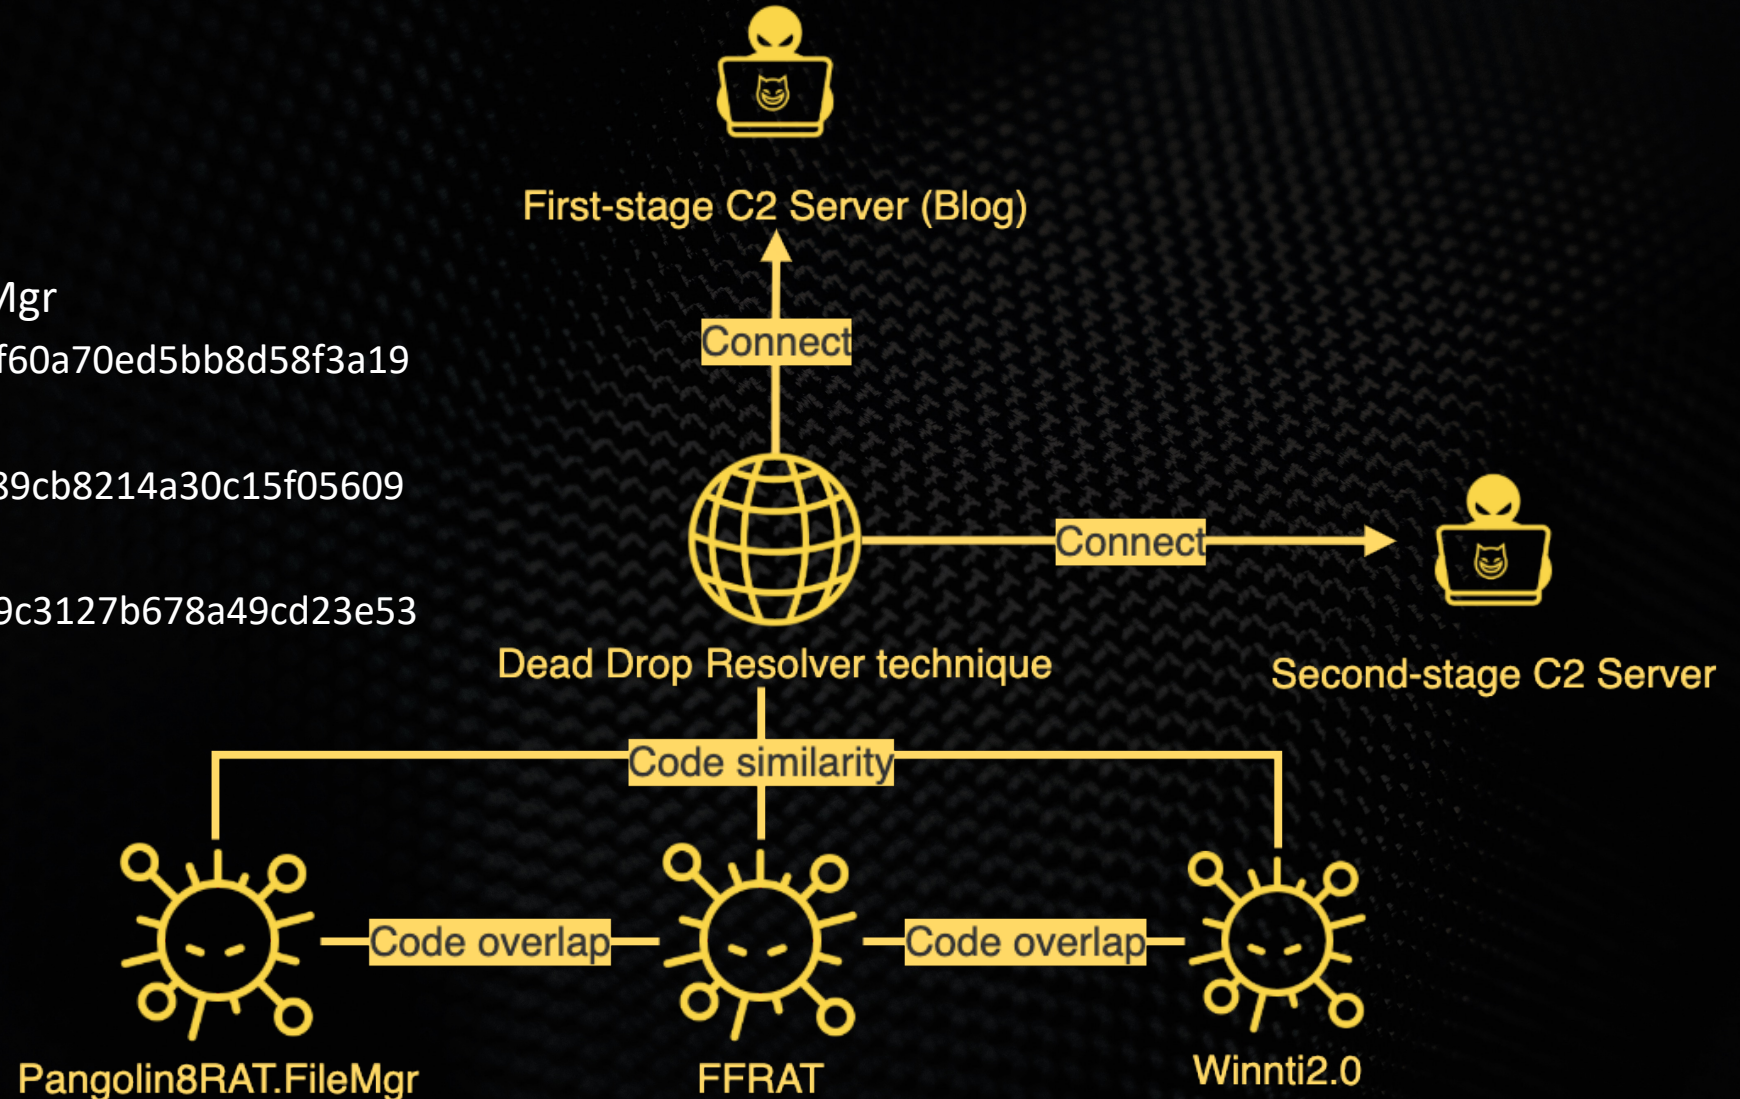 First-stage C2 Server (Blog)
Mgr
Connect
f60a70ed5bb8d58f3a19
39cb8214a30c15f05609
Connect
9c3127b678a49cd23e53
Dead Drop Resolver technique
Second-stage C2 Server
Code similarity
Code overlap
Code overlap
Pangolin8RAT.FileMgr
FFRAT
Winnti2.0